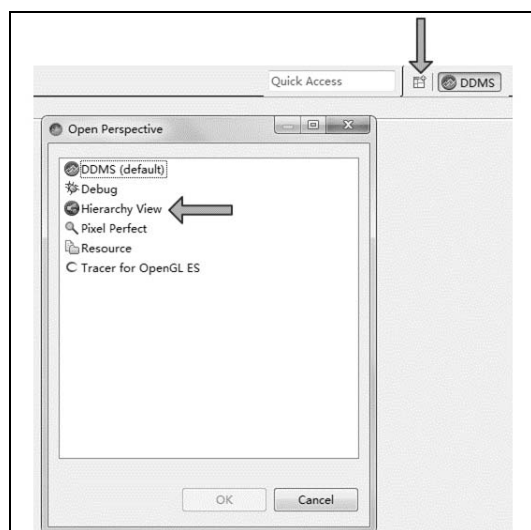 Quick Access
DDMS
Open Perspective
DDMS (default)
Debug
Hierarchy View
Pixel Perfect
Resource
Tracer for OpenGL ES
OK
Cancel